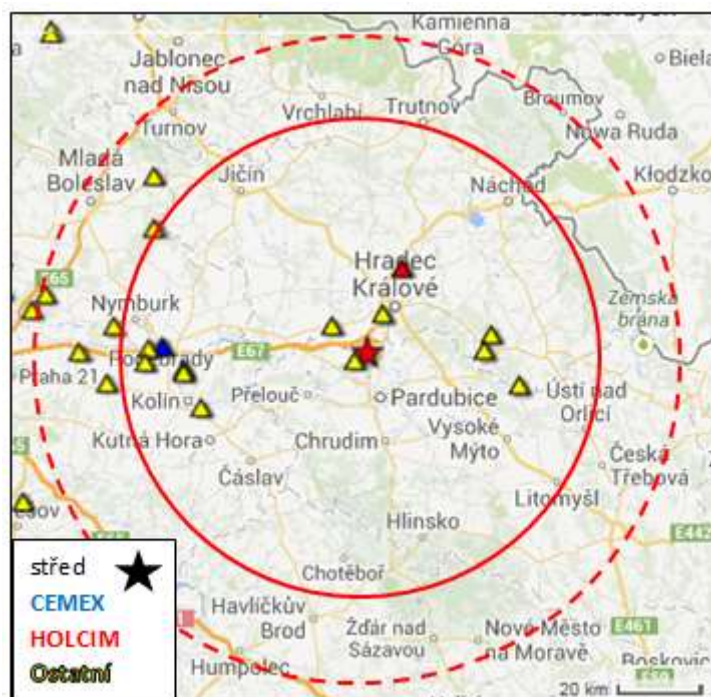 Kamienna
Góra
Jablonec
nad Nisou
Biela
Vrchlabí
Trutnov
Broumov
Turnov
Nowa Ruda
Mladá
Boleslav
Jičín
Náchod
Kłodzko
Hradec
Králové
E65
Nymburk
Zemská
brána
Poděbrady
E67
Praha 21
Kolín
Přelouč
Pardubice
Ústí nad
Orlicí
Kutná Hora
Chrudim
Vysoké
Mýto
Česká
Třebová
Čáslav
Litomyšl
Hlinsko
E442
střed
CEMEX
HOLCIM
Ostatní
Chotěboř
Havlíčkův
Brod
Žďár nad
Sázavou
Nové Město
na Moravě
E461
Boskovic
Humpolec
20 km